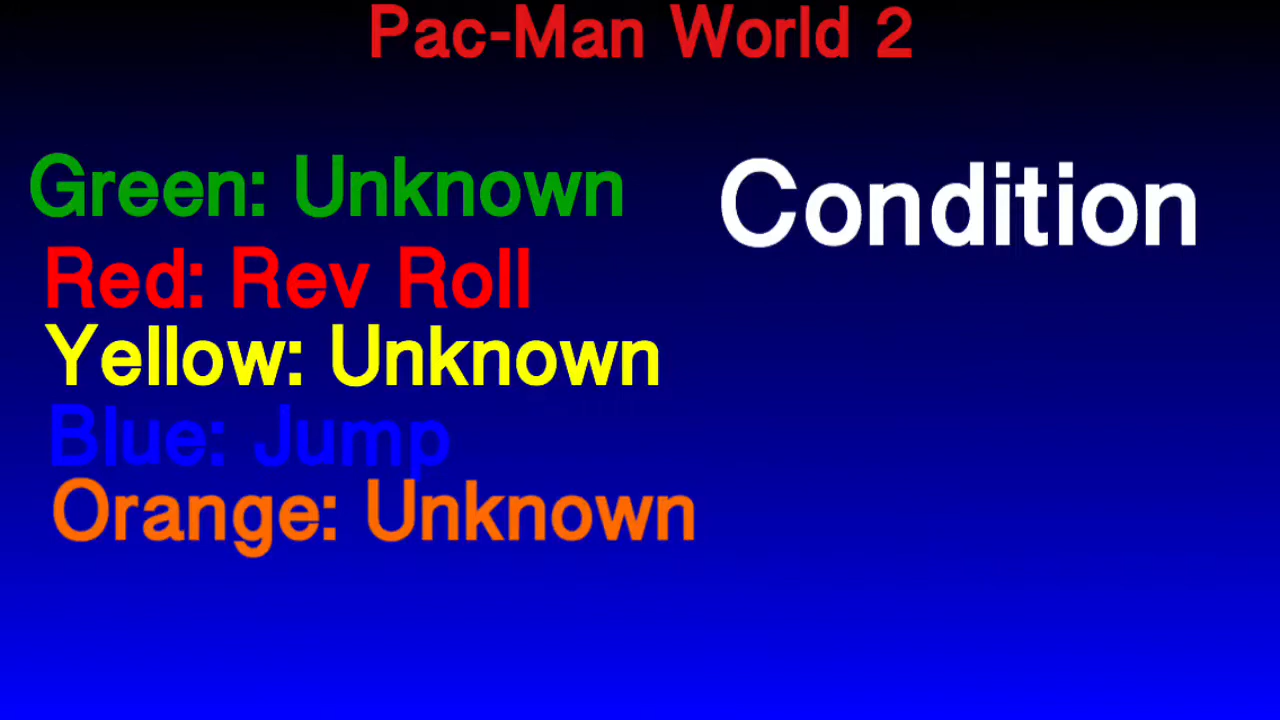 Pac-Man World 2
Green: Unknown
Condition
Red: Rev Roll
Yellow: Unknown
Blue: Jump
Orange: Unknown